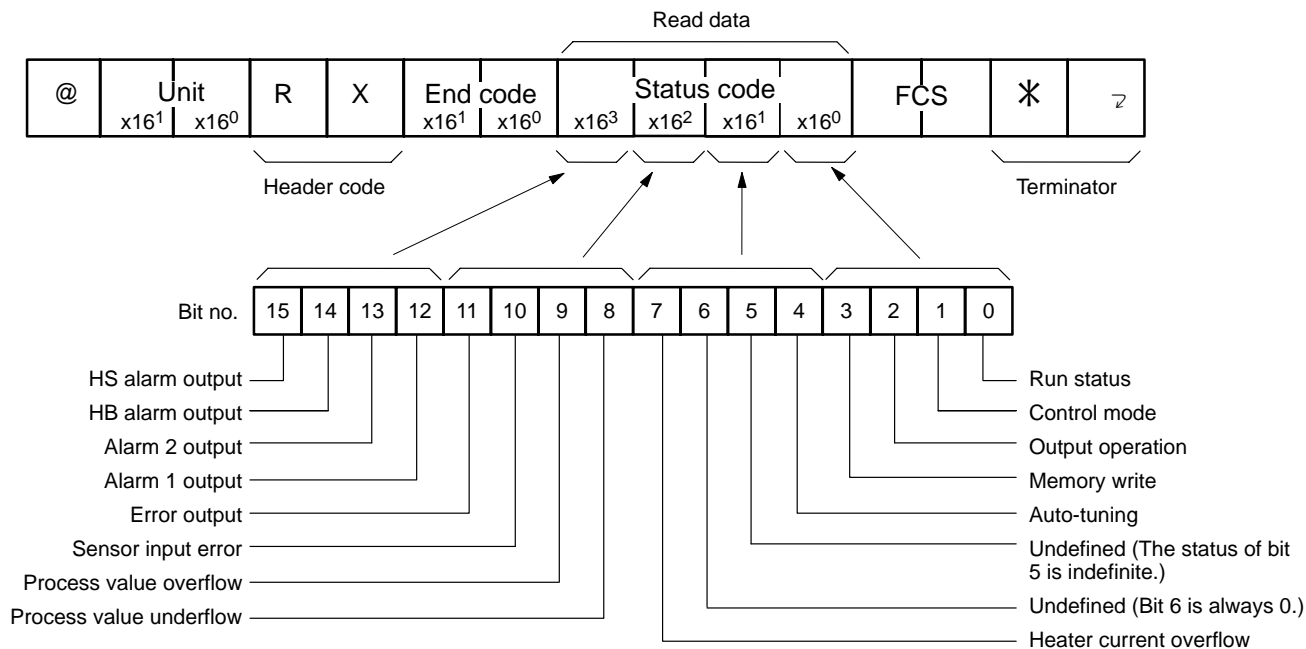 Read data
@ Unit R X End code Status code FCS * ↵
x16¹ x16⁰ x16¹ x16⁰ x16³ x16² x16¹ x16⁰
Header code Terminator
Bit no. 15 14 13 12 11 10 9 8 7 6 5 4 3 2 1 0
HS alarm output
HB alarm output
Alarm 2 output
Alarm 1 output
Error output
Sensor input error
Process value overflow
Process value underflow
Run status
Control mode
Output operation
Memory write
Auto-tuning
Undefined (The status of bit
5 is indefinite.)
Undefined (Bit 6 is always 0.)
Heater current overflow